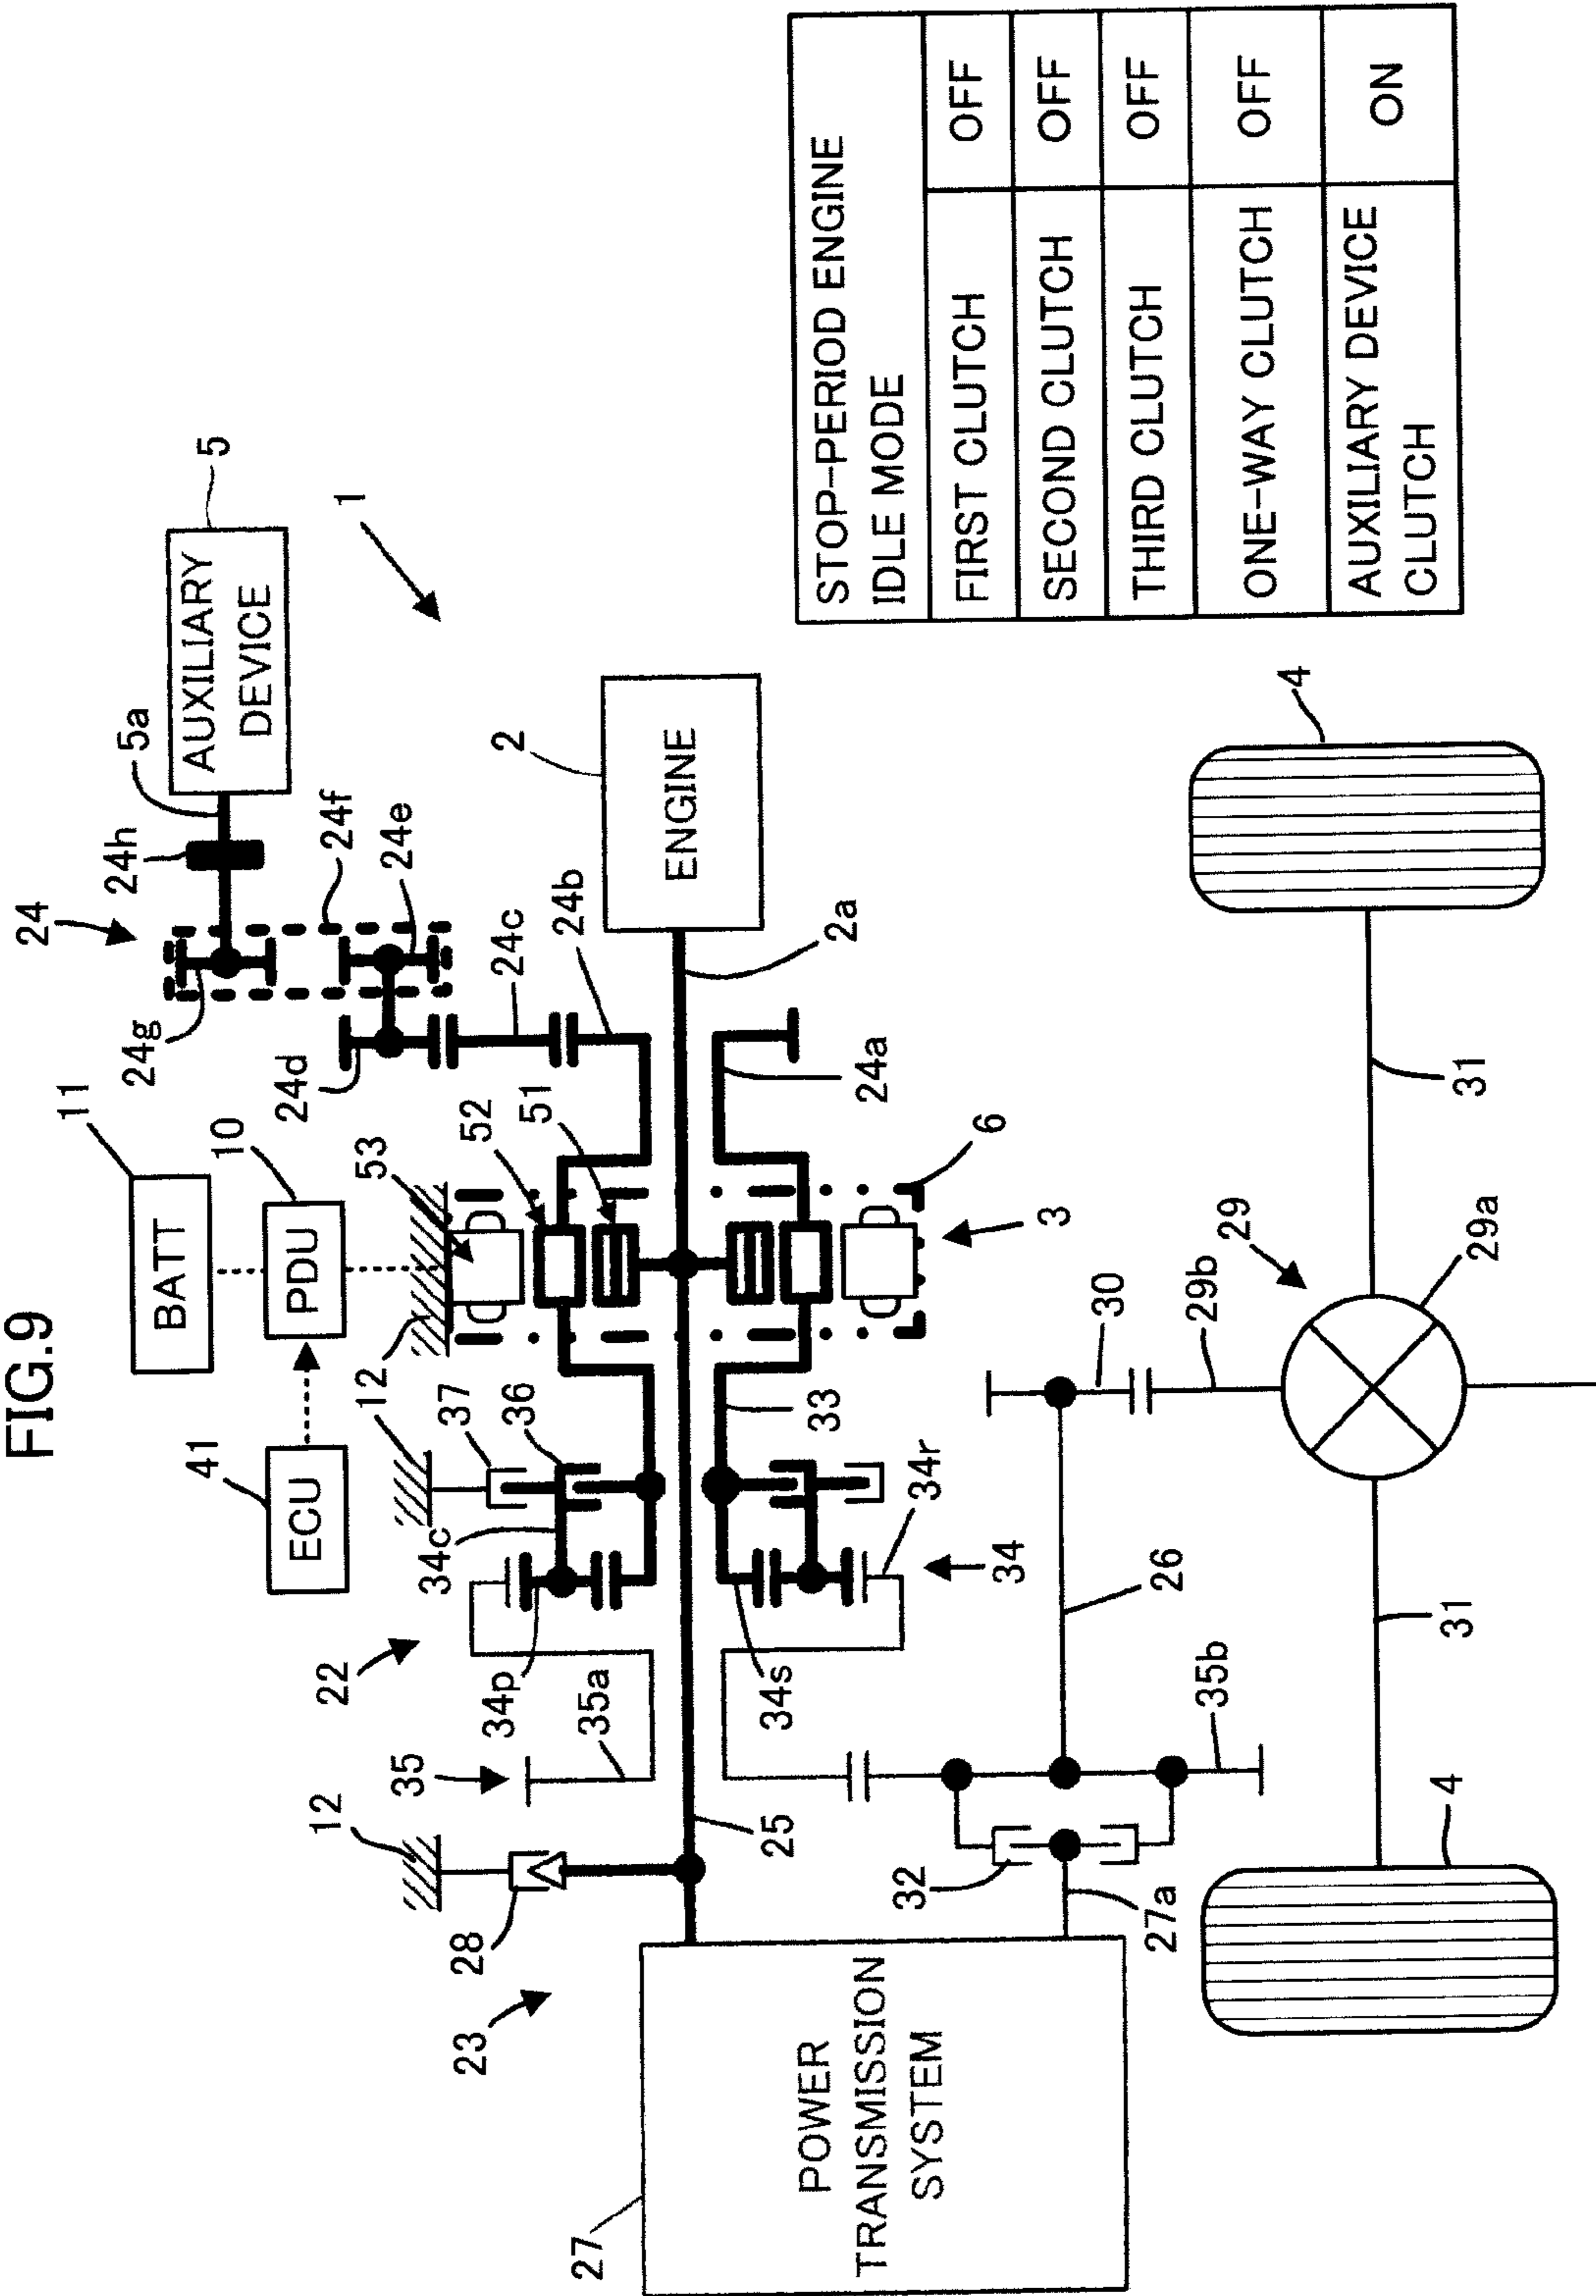 FIG.9
41
ECU
11
BATT
10
PDU
24
24h
5a
5
AUXILIARY
DEVICE
24g
24f
24e
24d
24c
24b
1
2
ENGINE
2a
24a
53
52
51
6
3
12
12
37
36
34c
33
34r
34
22
34p
35a
34s
35
12
28
25
23
27
POWER
TRANSMISSION
SYSTEM
32
27a
26
35b
30
29
29b
29a
31
31
4
4
STOP-PERIOD ENGINE
IDLE MODE
FIRST CLUTCH OFF
SECOND CLUTCH OFF
THIRD CLUTCH OFF
ONE-WAY CLUTCH OFF
AUXILIARY DEVICE
CLUTCH ON